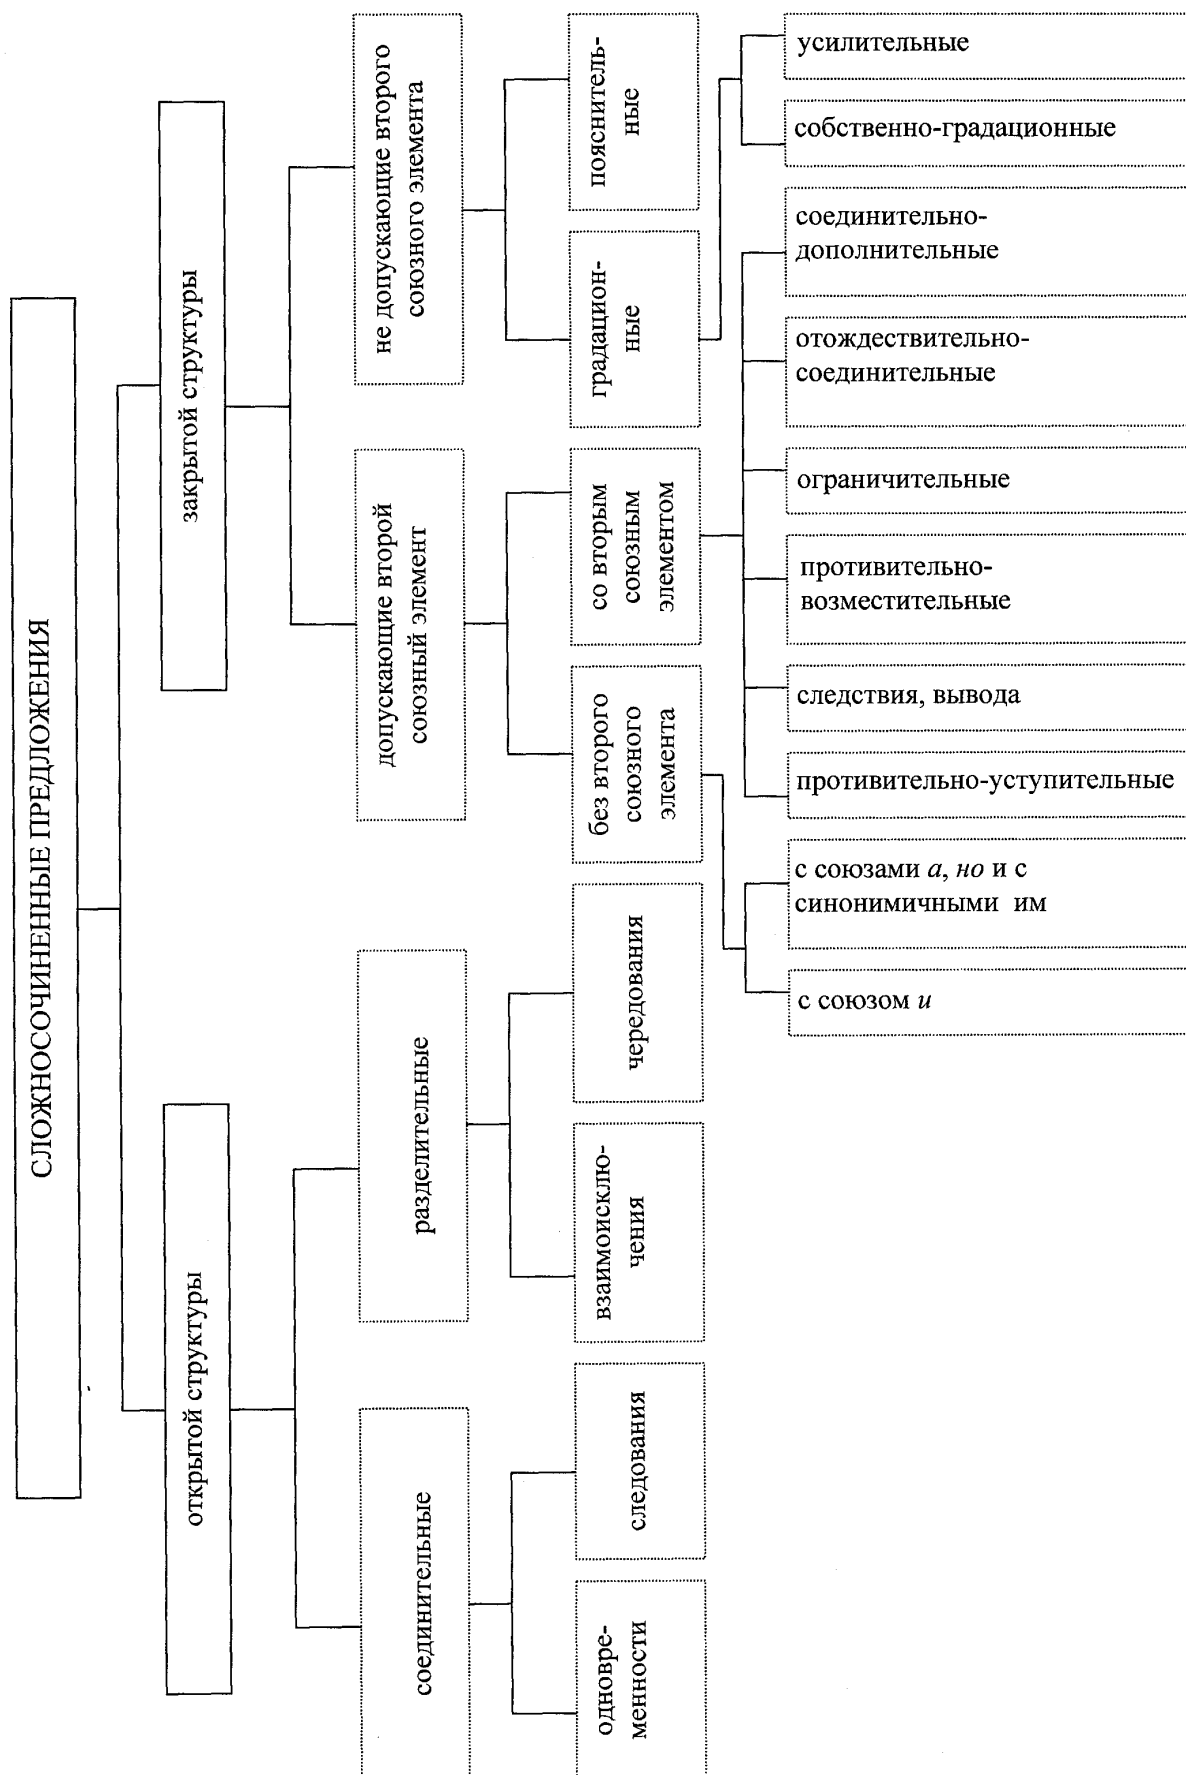 СЛОЖНОСОЧИНЕННЫЕ ПРЕДЛОЖЕНИЯ
открытой структуры
закрытой структуры
соединительные
разделительные
допускающие второй
союзный элемент
не допускающие второго
союзного элемента
одновре-
менности
следования
взаимоисклю-
чения
чередования
без второго
союзного
элемента
со вторым
союзным
элементом
градацион-
ные
пояснитель-
ные
с союзом и
с союзами а, но и с
синонимичными им
противительно-уступительные
следствия, вывода
противительно-
возместительные
ограничительные
отождествительно-
соединительные
соединительно-
дополнительные
собственно-градационные
усилительные